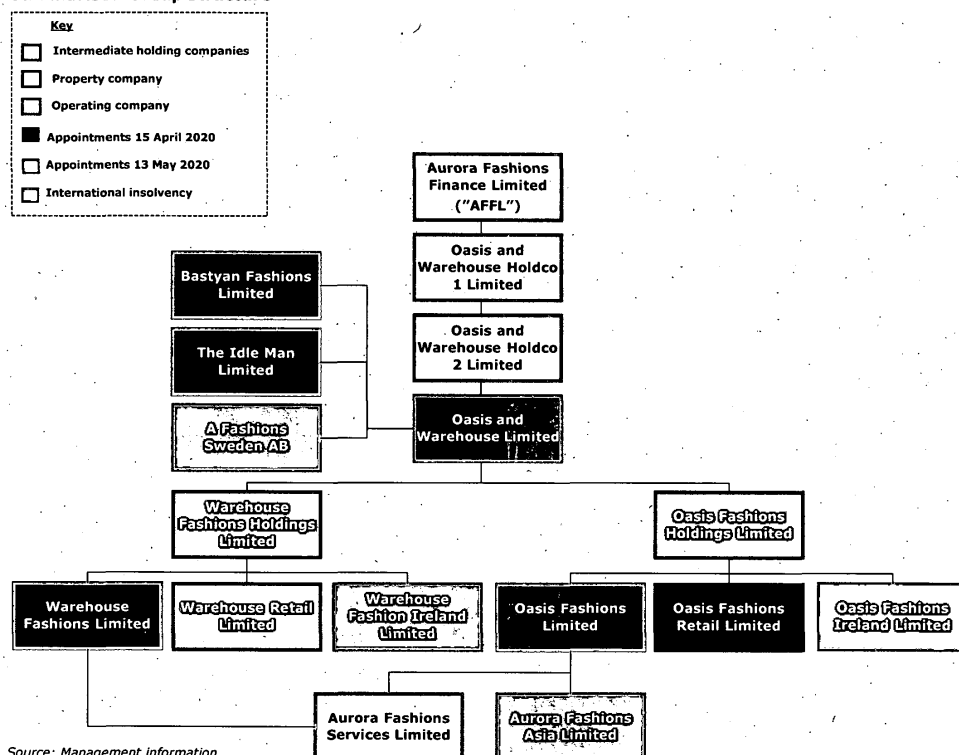 Key
Intermediate holding companies
Property company
Operating company
Appointments 15 April 2020
Appointments 13 May 2020
International insolvency
Aurora Fashions
Finance Limited
("AFFL")
Oasis and
Warehouse Holdco
1 Limited
Bastyan Fashions
Limited
Oasis and
Warehouse Holdco
2 Limited
The Idle Man
Limited
Oasis and
Warehouse Limited
A Fashions
Sweden AB
Warehouse
Fashions Holdings
Limited
Oasis Fashions
Holdings Limited
Warehouse
Fashions Limited
Warehouse Retail
Limited
Warehouse
Fashion Ireland
Limited
Oasis Fashions
Limited
Oasis Fashions
Retail Limited
Oasis Fashions
Ireland Limited
Aurora Fashions
Services Limited
Aurora Fashions
Asia Limited
Source: Management information